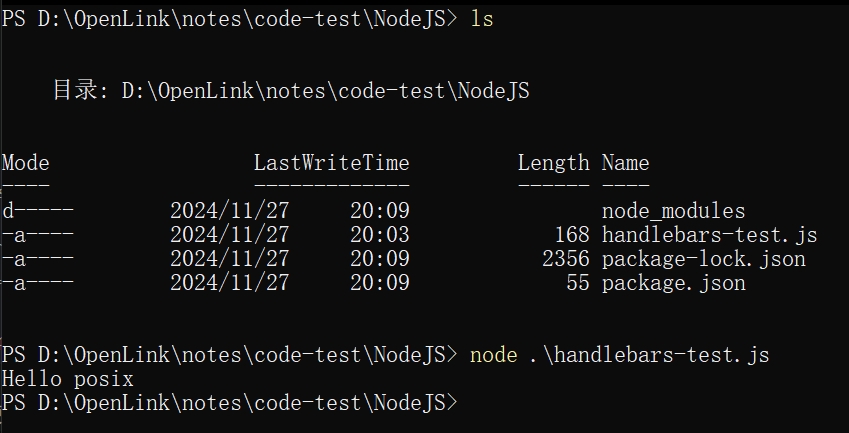 PS D:\OpenLink\notes\code-test\NodeJS> ls
目录: D:\OpenLink\notes\code-test\NodeJS
Mode                 LastWriteTime         Length Name
----                 -------------         ------ ----
d-----        2024/11/27     20:09                node_modules
-a----        2024/11/27     20:03            168 handlebars-test.js
-a----        2024/11/27     20:09           2356 package-lock.json
-a----        2024/11/27     20:09             55 package.json
PS D:\OpenLink\notes\code-test\NodeJS> node .\handlebars-test.js
Hello posix
PS D:\OpenLink\notes\code-test\NodeJS>